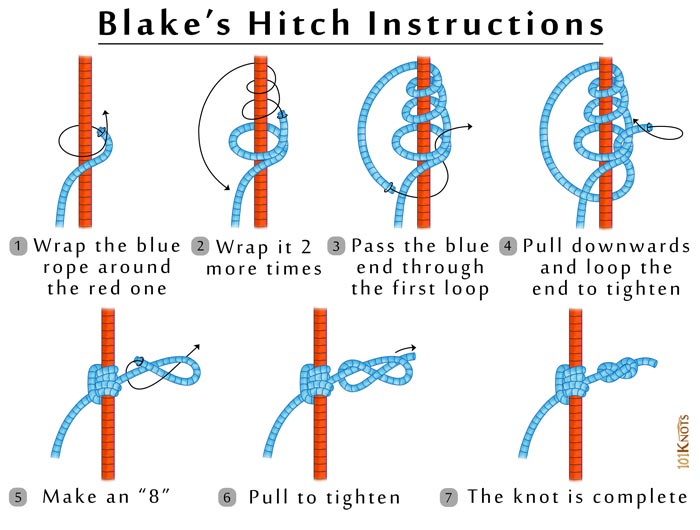 Blake's Hitch Instructions
1 Wrap the blue
rope around
the red one
2 Wrap it 2
more times
3 Pass the blue
end through
the first loop
4 Pull downwards
and loop the
end to tighten
5 Make an “8”
6 Pull to tighten
7 The knot is complete
101KNOTS